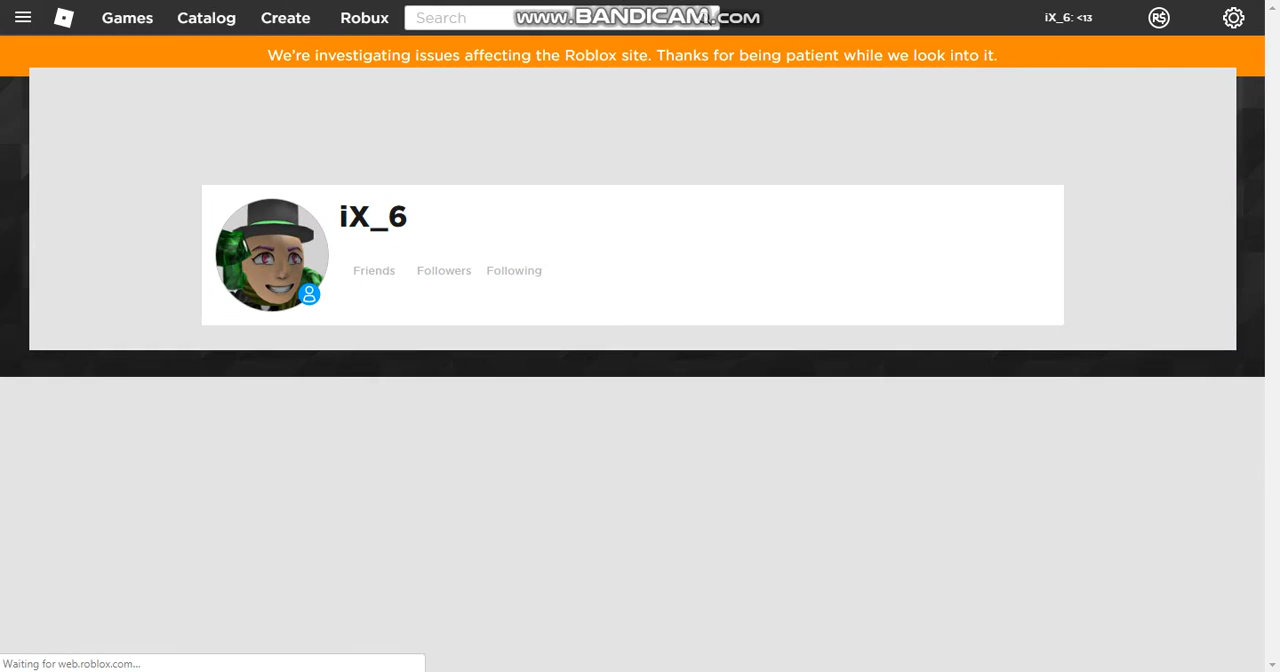 Games Catalog Create Robux Search www.BANDICAM.COM iX_6: <13 R$
We're investigating issues affecting the Roblox site. Thanks for being patient while we look into it.
iX_6
Friends Followers Following
Waiting for web.roblox.com...